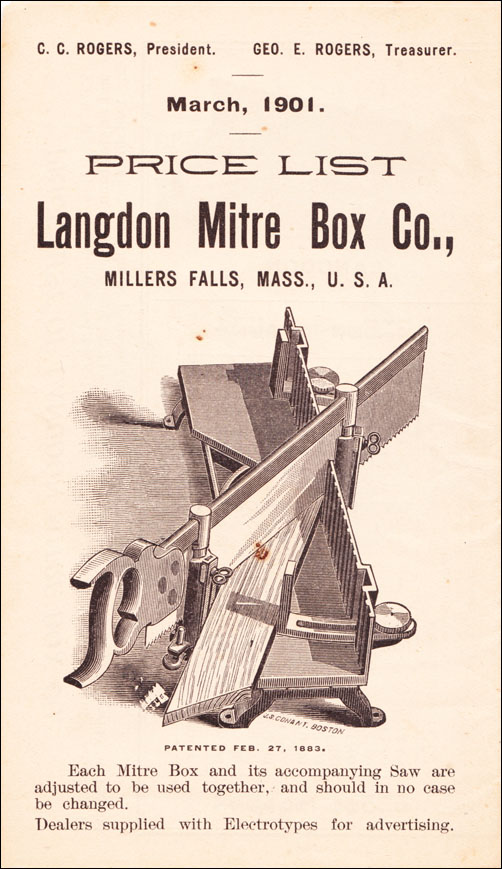 C. C. ROGERS, President. GEO. E. ROGERS, Treasurer.
March, 1901.
PRICE LIST
Langdon Mitre Box Co.,
MILLERS FALLS, MASS., U. S. A.
J.S. CONANT, BOSTON
PATENTED FEB. 27, 1883.
Each Mitre Box and its accompanying Saw are
adjusted to be used together, and should in no case
be changed.
Dealers supplied with Electrotypes for advertising.